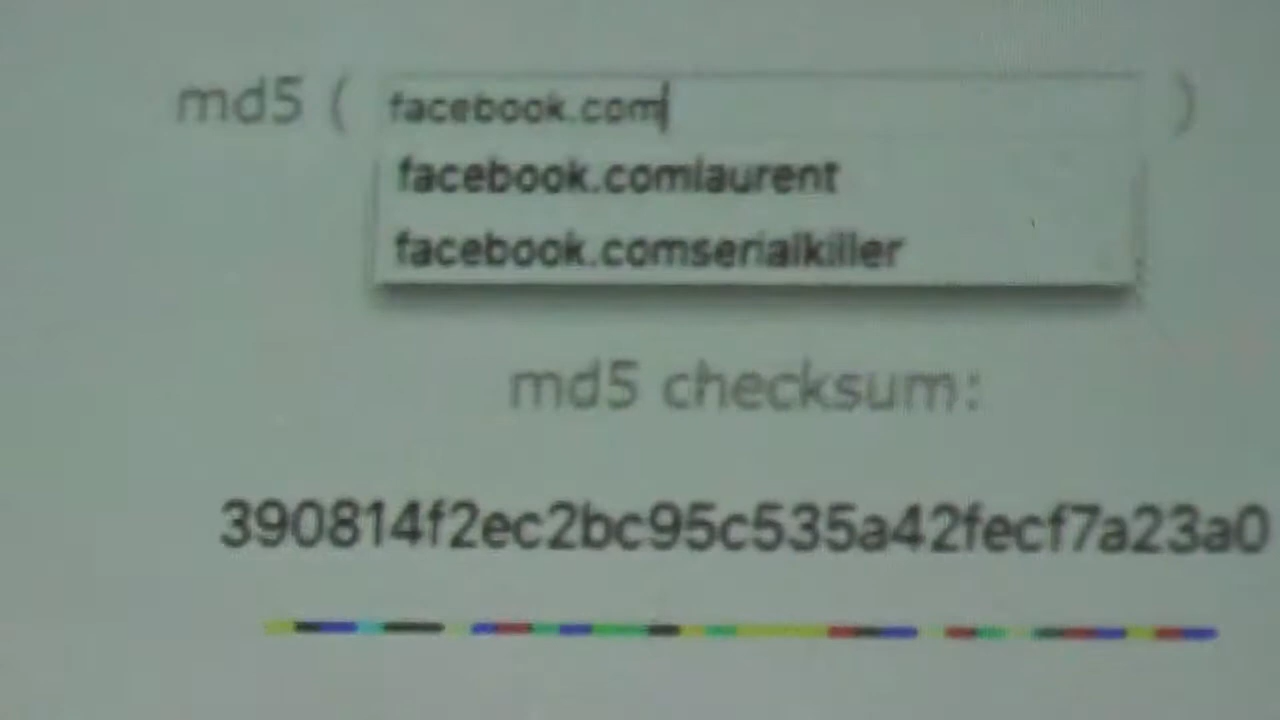 md5 ( facebook.com )
facebook.comlaurent
facebook.comserialkiller
md5 checksum:
390814f2ec2bc95c535a42fecf7a23a0